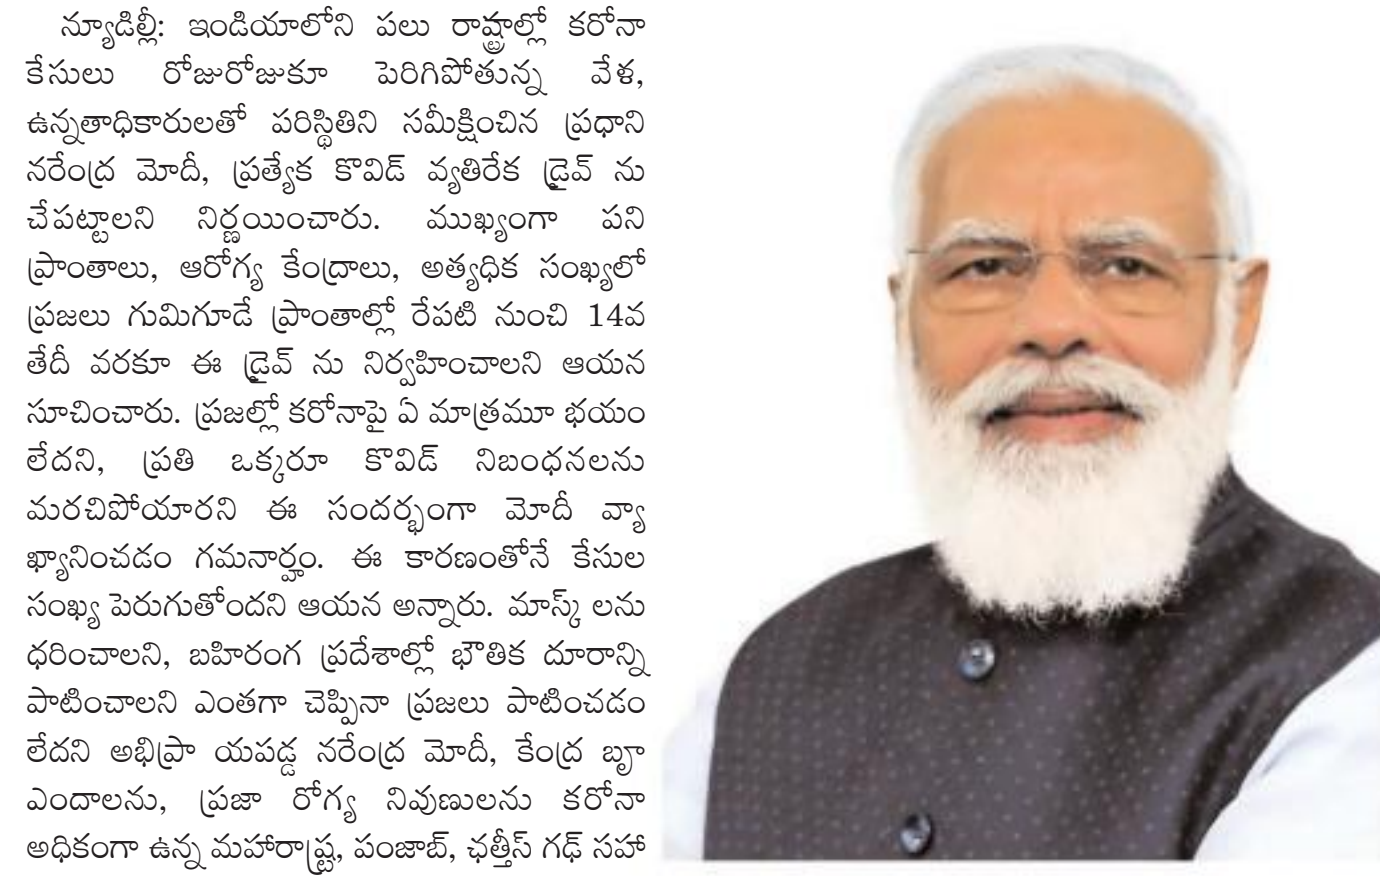 న్యూడిల్లీ: ఇండియాలోని పలు రాష్ట్రాల్లో కరోనా
కేసులు రోజురోజుకూ పెరిగిపోతున్న వేళ,
ఉన్నతాధికారులతో పరిస్థితిని సమీక్షించిన ప్రధాని
నరేంద్ర మోదీ, ప్రత్యేక కొవిడ్ వ్యతిరేక డ్రైవ్ ను
చేపట్టాలని నిర్ణయించారు. ముఖ్యంగా పని
ప్రాంతాలు, ఆరోగ్య కేంద్రాలు, అత్యధిక సంఖ్యలో
ప్రజలు గుమిగూడే ప్రాంతాల్లో రేపటి నుంచి 14వ
తేదీ వరకూ ఈ డ్రైవ్ ను నిర్వహించాలని ఆయన
సూచించారు. ప్రజల్లో కరోనాపై ఏ మాత్రమూ భయం
లేదని, ప్రతి ఒక్కరూ కొవిడ్ నిబంధనలను
మరచిపోయారని ఈ సందర్భంగా మోదీ వ్యా
ఖ్యానించడం గమనార్హం. ఈ కారణంతోనే కేసుల
సంఖ్య పెరుగుతోందని ఆయన అన్నారు. మాస్క్ లను
ధరించాలని, బహిరంగ ప్రదేశాల్లో భౌతిక దూరాన్ని
పాటించాలని ఎంతగా చెప్పినా ప్రజలు పాటించడం
లేదని అభిప్రా యపడ్డ నరేంద్ర మోదీ, కేంద్ర బృా
ఎందాలను, ప్రజా రోగ్య నివుణులను కరోనా
అధికంగా ఉన్న మహారాష్ట్ర, పంజాబ్, ఛత్తీస్ గఢ్ సహా